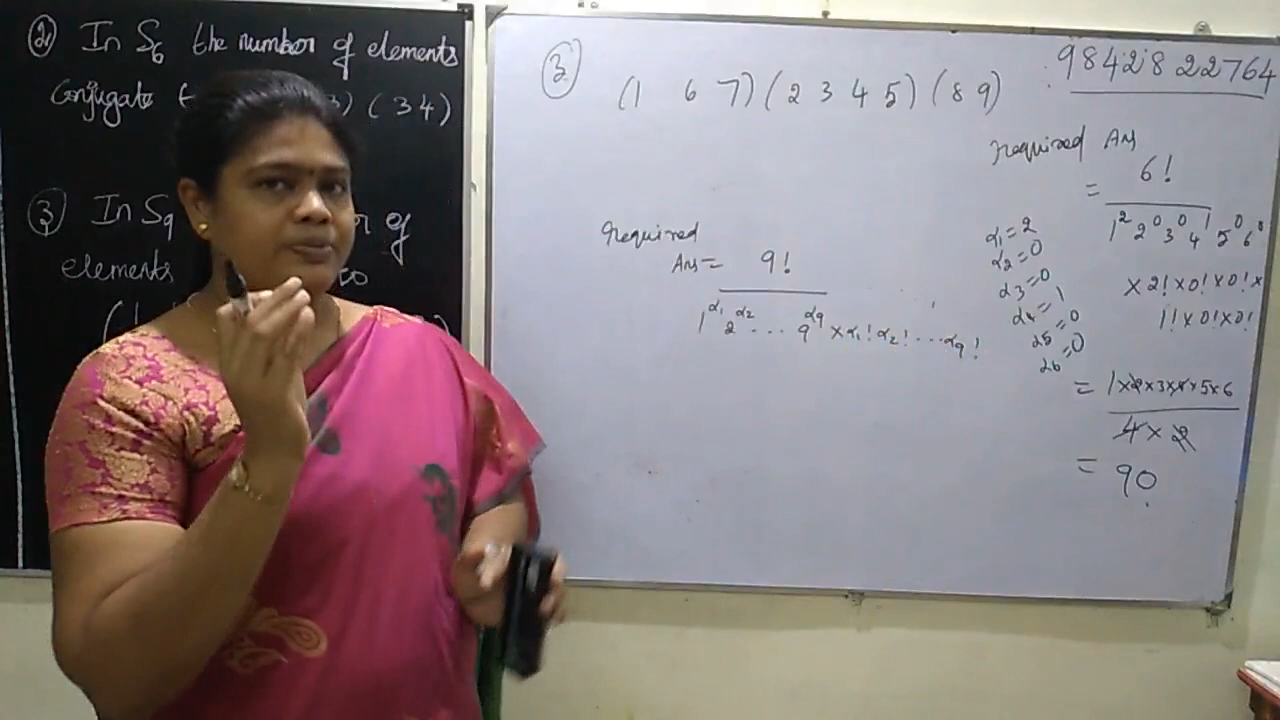 (2) In S₆ the number of elements
Conjugate t 3) (3 4)
(3) In S₉ r of
elements to
(1
(3) (1 6 7) (2 3 4 5) (8 9)
98428 22764
required Ans
= 6! / 1² 2⁰ 3⁰ 4¹ 5⁰ 6⁰
× 2! × 0! × 0! ×
1! × 0! × 0!
α₁ = 2
α₂ = 0
α₃ = 0
α₄ = 1
α₅ = 0
α₆ = 0
= 1×2×3×4×5×6 / 4 × 2
= 90
required
Ans = 9! / 1^α₁ 2^α₂ ... 9^α₉ × α₁! α₂! ... α₉!